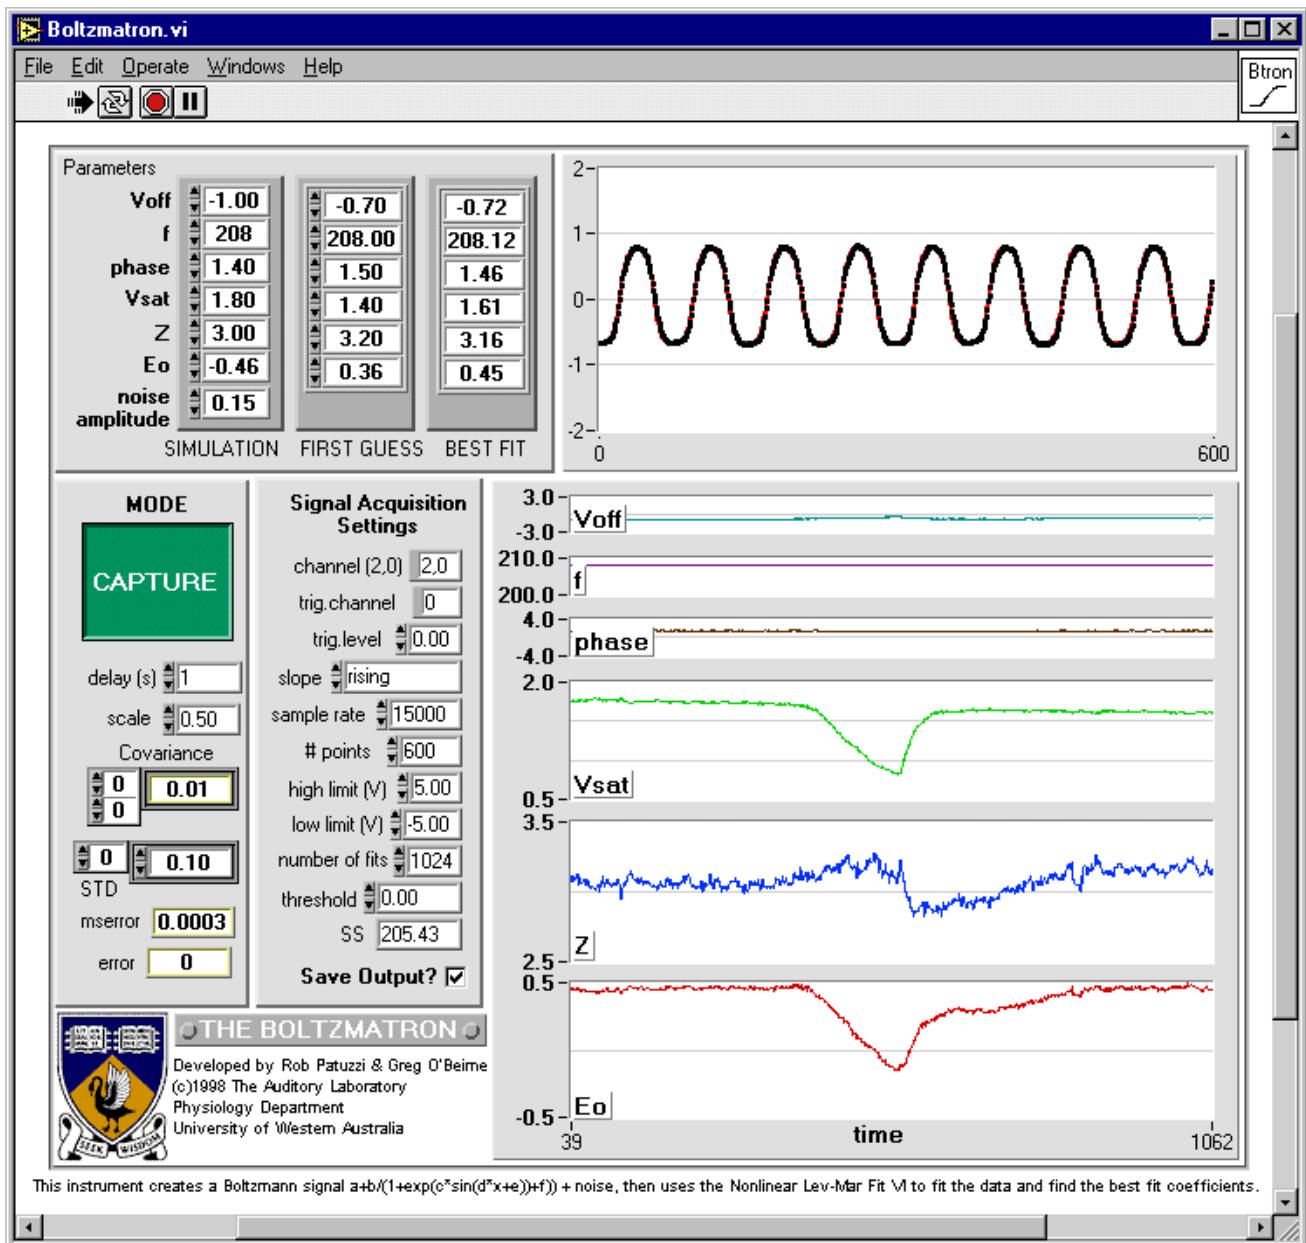 Boltzmatron.vi
File Edit Operate Windows Help
Btron
Parameters
Voff -1.00 -0.70 -0.72
f 208 208.00 208.12
phase 1.40 1.50 1.46
Vsat 1.80 1.40 1.61
Z 3.00 3.20 3.16
Eo -0.46 0.36 0.45
noise
amplitude 0.15
SIMULATION FIRST GUESS BEST FIT
2
1
0
-1
-2
0 600
MODE
CAPTURE
delay (s) 1
scale 0.50
Covariance
0 0.01
0
0 0.10
STD
mserror 0.0003
error 0
Signal Acquisition
Settings
channel (2,0) 2,0
trig.channel 0
trig.level 0.00
slope rising
sample rate 15000
# points 600
high limit (V) 5.00
low limit (V) -5.00
number of fits 1024
threshold 0.00
SS 205.43
Save Output?
3.0
Voff
-3.0
210.0
f
200.0
4.0
phase
-4.0
2.0
Vsat
0.5
3.5
Z
2.5
0.5
Eo
-0.5
39 time 1062
THE BOLTZMATRON
Developed by Rob Patuzzi & Greg O'Beirne
(c)1998 The Auditory Laboratory
Physiology Department
University of Western Australia
SEEK WISDOM
This instrument creates a Boltzmann signal a+b/(1+exp(c*sin(d*x+e))+f)) + noise, then uses the Nonlinear Lev-Mar Fit VI to fit the data and find the best fit coefficients.